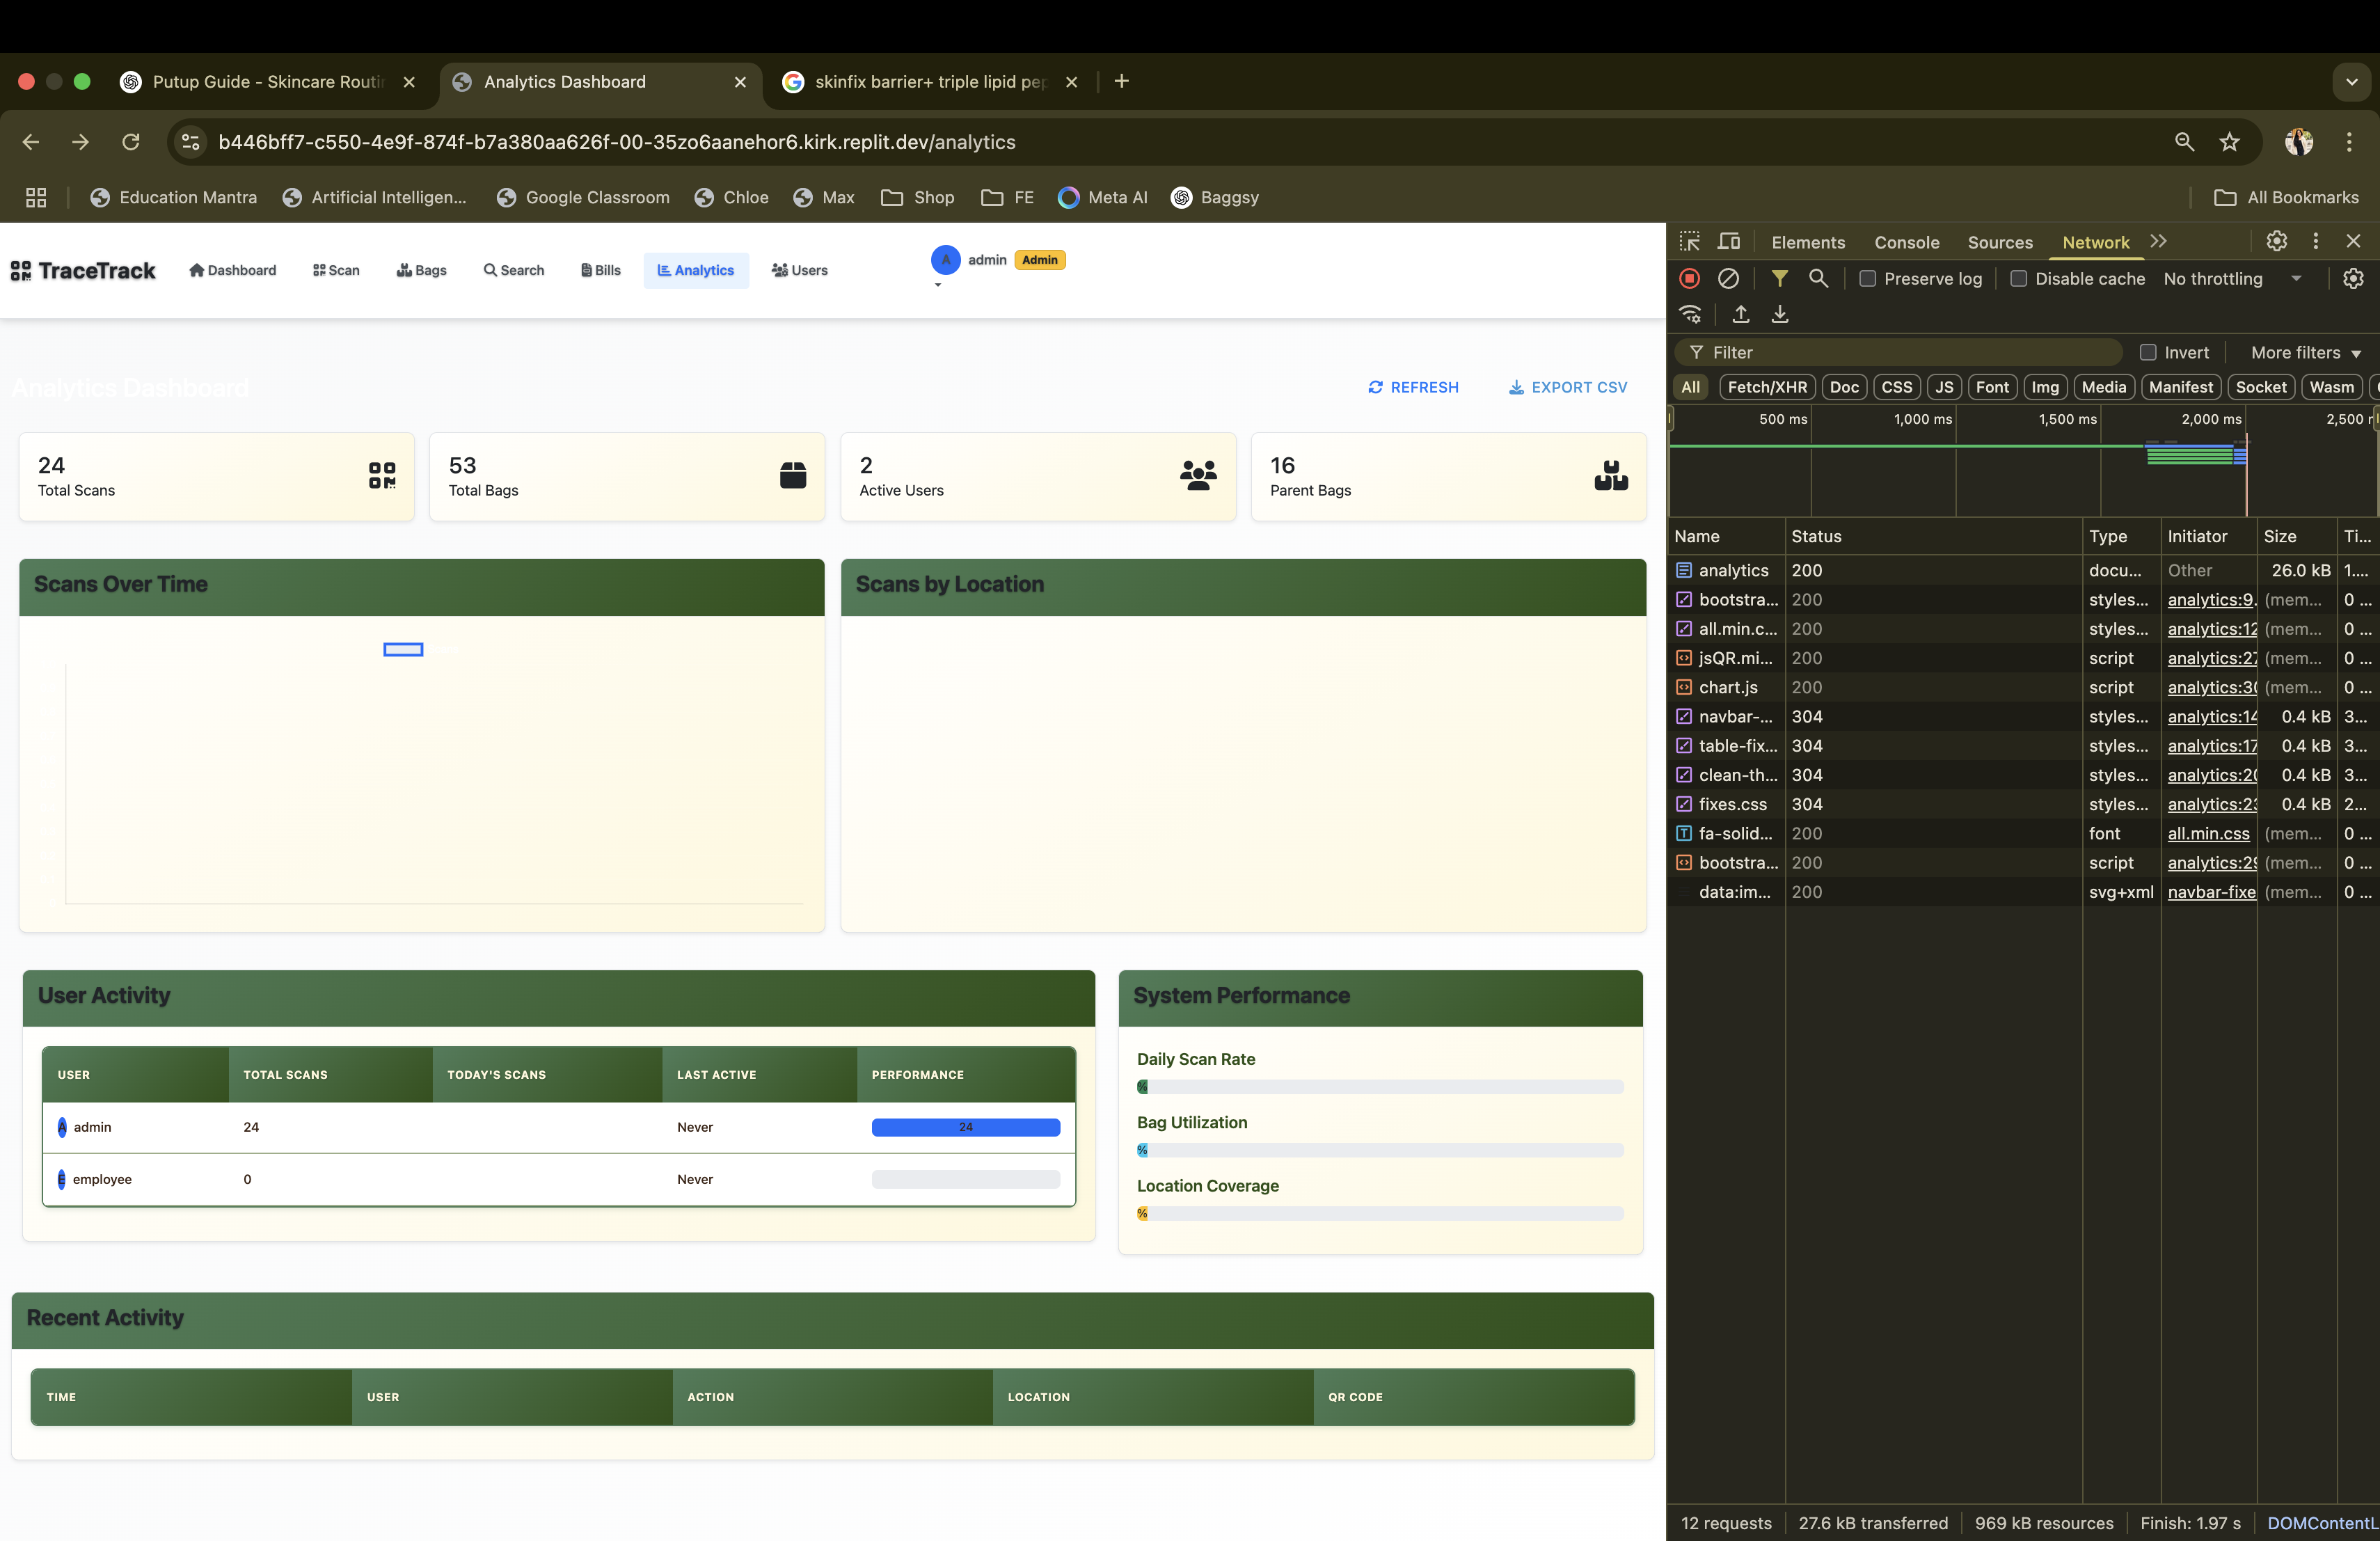 Putup Guide - Skincare Routi
Analytics Dashboard
skinfix barrier+ triple lipid pep
b446bff7-c550-4e9f-874f-b7a380aa626f-00-35zo6aanehor6.kirk.replit.dev/analytics
Education Mantra
Artificial Intelligen...
Google Classroom
Chloe
Max
Shop
FE
Meta AI
Baggsy
All Bookmarks
TraceTrack
Dashboard
Scan
Bags
Search
Bills
Analytics
Users
A
admin
Admin
Analytics Dashboard
REFRESH
EXPORT CSV
24
Total Scans
53
Total Bags
2
Active Users
16
Parent Bags
Scans Over Time
Scans by Location
User Activity
USER TOTAL SCANS TODAY'S SCANS LAST ACTIVE PERFORMANCE
A admin 24 Never 24
E employee 0 Never
System Performance
Daily Scan Rate
%
Bag Utilization
%
Location Coverage
%
Recent Activity
TIME USER ACTION LOCATION QR CODE
Elements Console Sources Network
Preserve log Disable cache No throttling
Filter Invert More filters
All Fetch/XHR Doc CSS JS Font Img Media Manifest Socket Wasm
500 ms 1,000 ms 1,500 ms 2,000 ms 2,500
Name Status Type Initiator Size Ti...
analytics 200 docu... Other 26.0 kB 1....
bootstra... 200 styles... analytics:9. (mem... 0 ...
all.min.c... 200 styles... analytics:12 (mem... 0 ...
jsQR.mi... 200 script analytics:27 (mem... 0 ...
chart.js 200 script analytics:30 (mem... 0 ...
navbar-... 304 styles... analytics:14 0.4 kB 3...
table-fix... 304 styles... analytics:17 0.4 kB 3...
clean-th... 304 styles... analytics:20 0.4 kB 3...
fixes.css 304 styles... analytics:23 0.4 kB 2...
fa-solid... 200 font all.min.css (mem... 0 ...
bootstra... 200 script analytics:29 (mem... 0 ...
data:im... 200 svg+xml navbar-fixe (mem... 0 ...
12 requests 27.6 kB transferred 969 kB resources Finish: 1.97 s DOMContentL